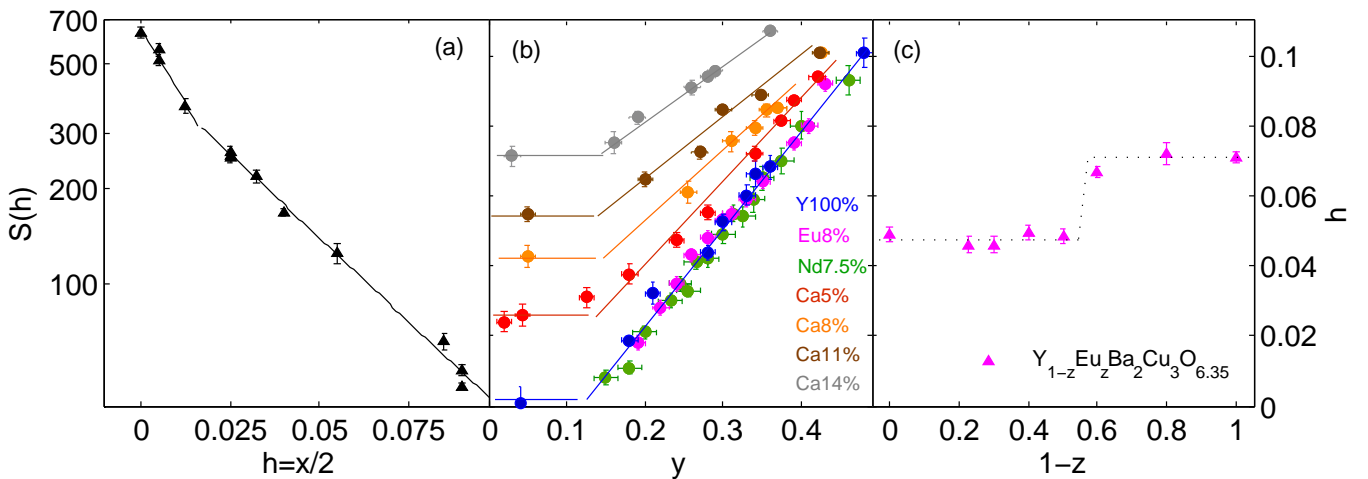 700
500
300
200
100
S(h)
(a)
0 0.025 0.05 0.075
h=x/2
(b)
Y100%
Eu8%
Nd7.5%
Ca5%
Ca8%
Ca11%
Ca14%
0 0.1 0.2 0.3 0.4
y
(c)
Y1−zEuzBa2Cu3O6.35
0 0.2 0.4 0.6 0.8 1
1−z
0.1
0.08
0.06
0.04
0.02
0
h